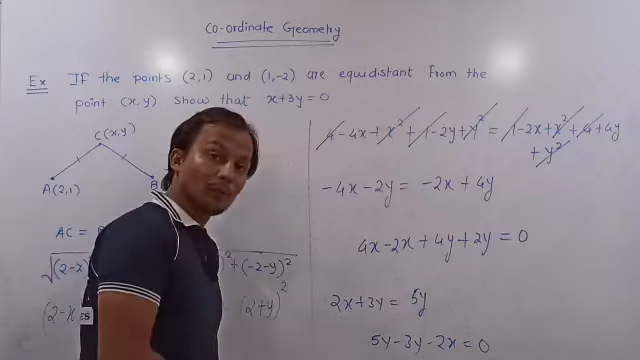 Co-ordinate Geometry
Ex IF the points (2,1) and (1,-2) are equidistant from the
point (x,y) show that x+3y=0
C(x,y)
A(2,1)
B
AC =
√(2-x)
² + (-2-y)²
(2-x
(2+y)²
4-4x+x²+1-2y+y² = 1-2x+x²+4+4y
+y²
-4x-2y = -2x+4y
4x-2x+4y+2y=0
2x+3y = 5y
5y-3y-2x=0